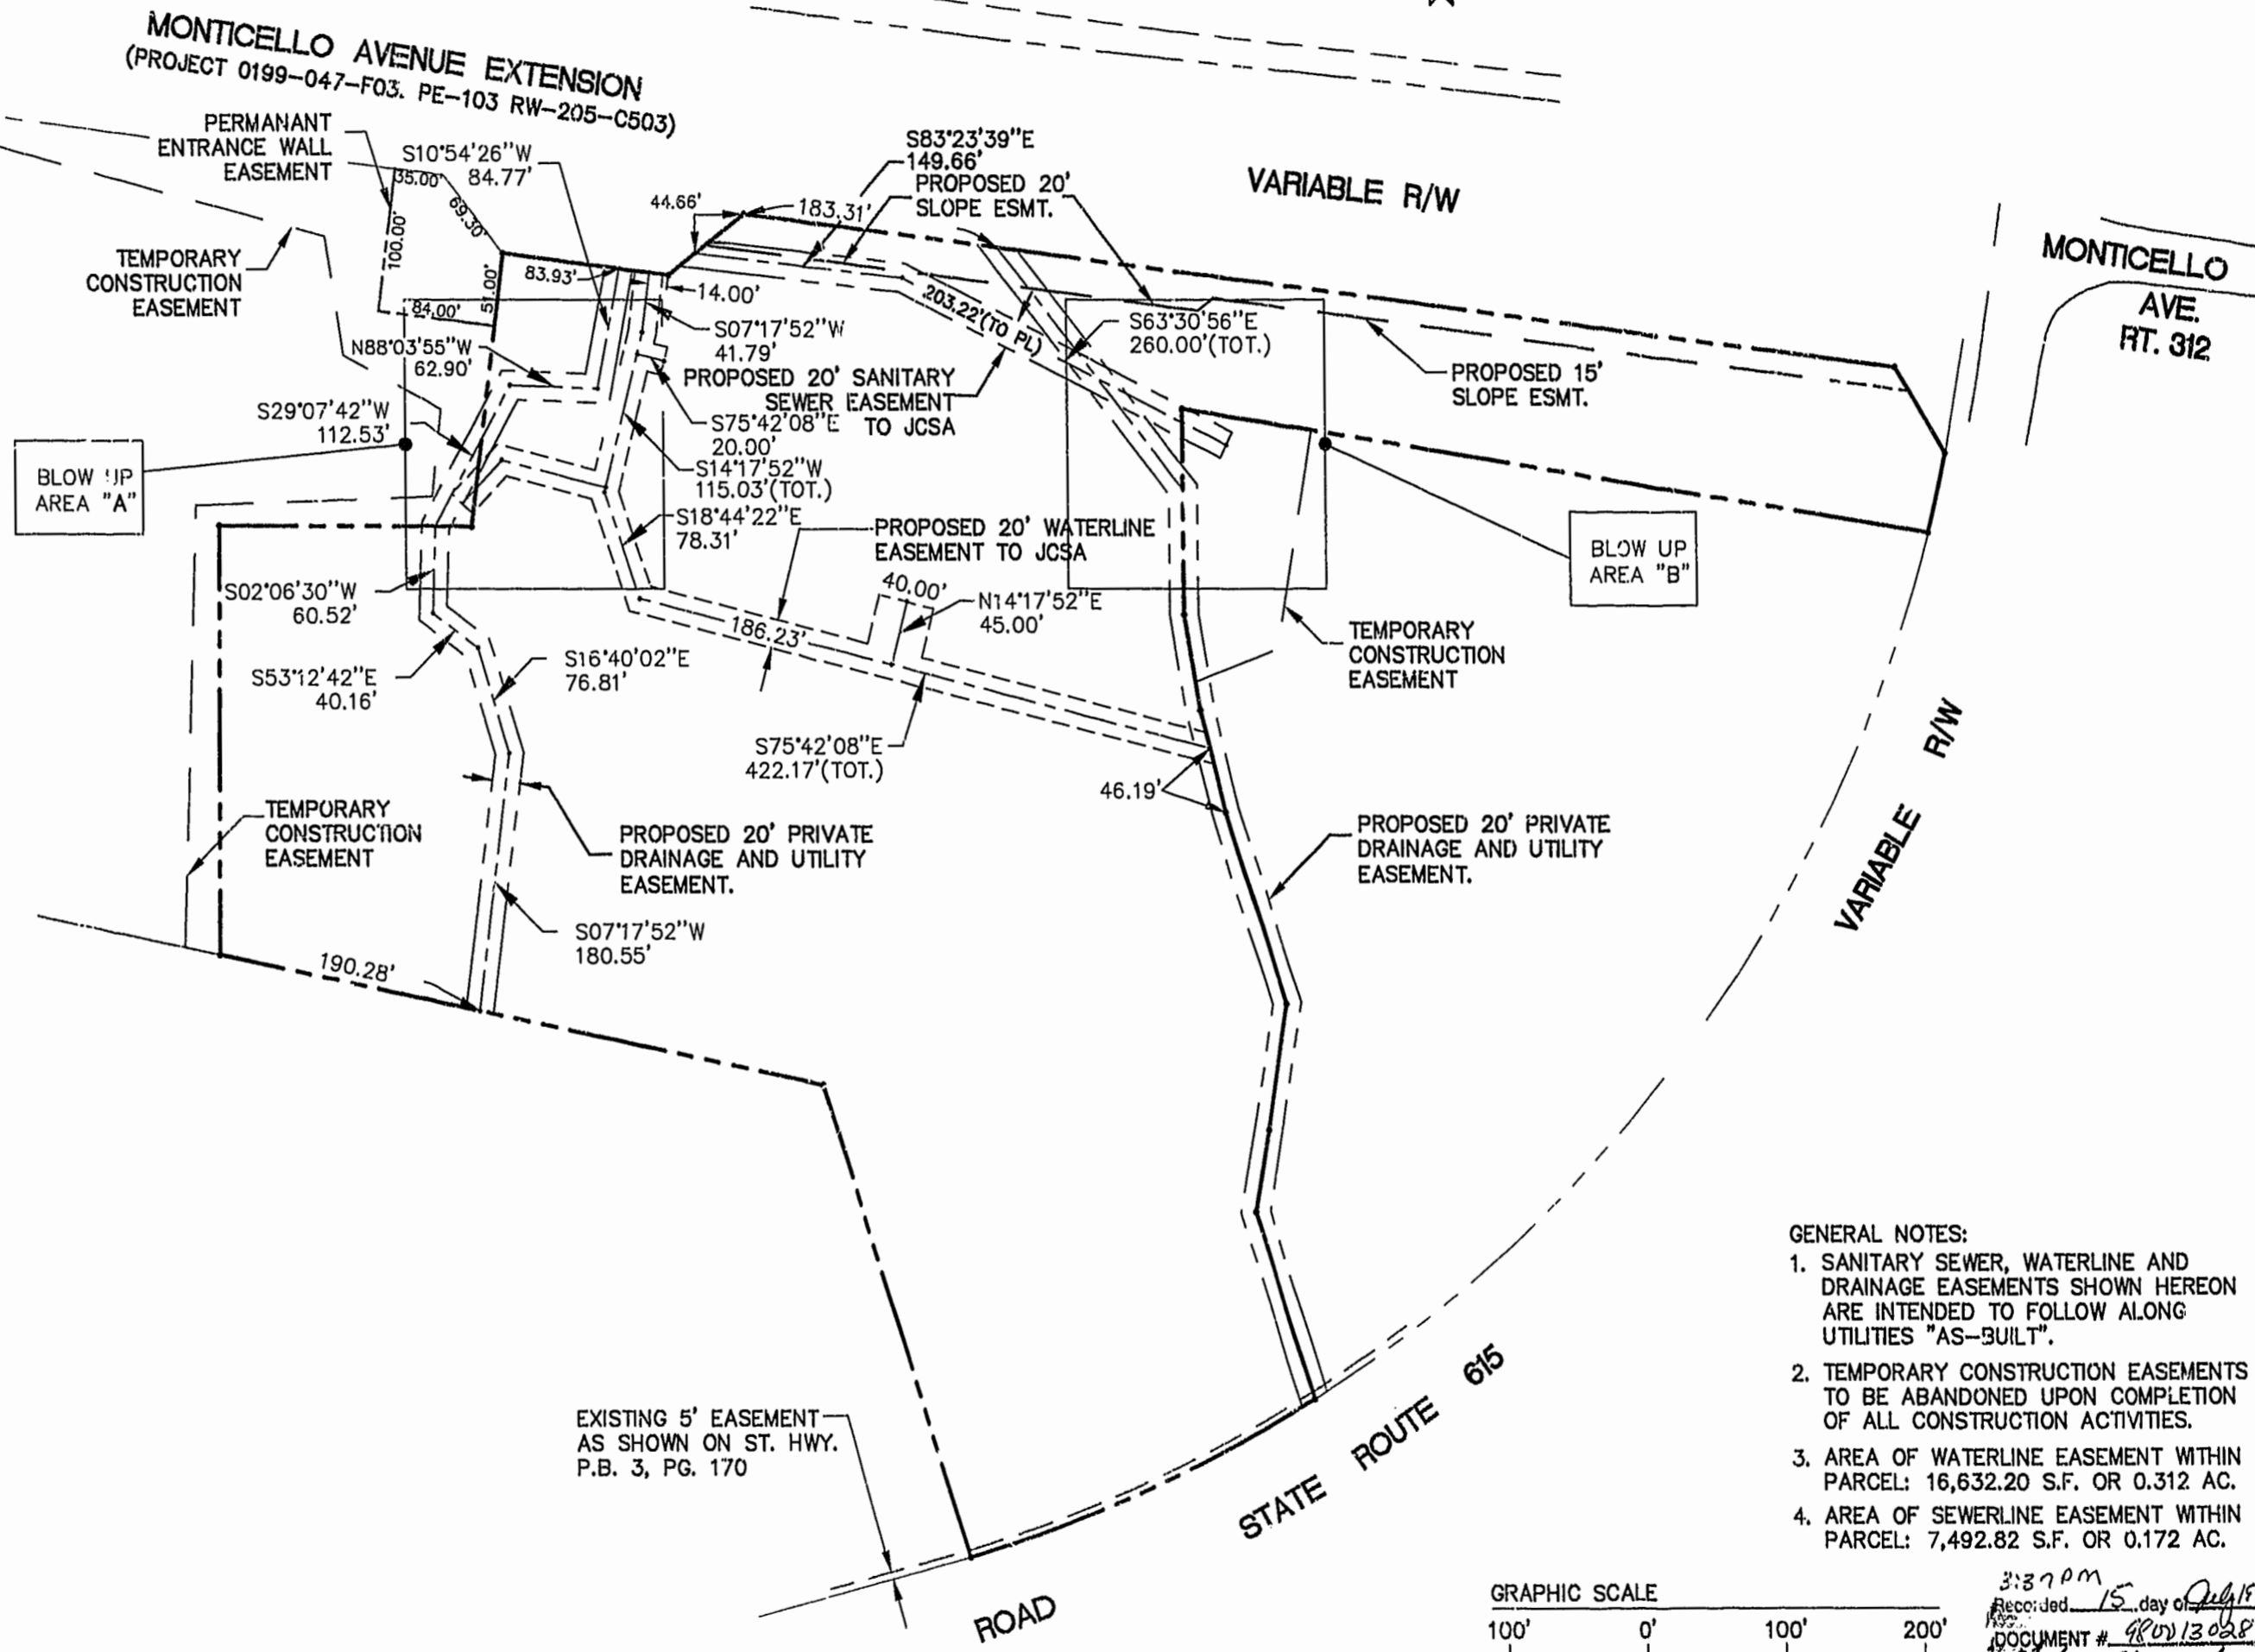 MONTICELLO AVENUE EXTENSION
(PROJECT 0199-047-F03. PE-103 RW-205-C503)
PERMANANT
ENTRANCE WALL
EASEMENT
S10°54'26"W
84.77'
35.00'
69.30'
100.00'
51.00'
84.00'
TEMPORARY
CONSTRUCTION
EASEMENT
83.93'
44.66'
183.31'
14.00'
S83°23'39"E
149.66'
PROPOSED 20'
SLOPE ESMT.
VARIABLE R/W
MONTICELLO
AVE.
RT. 312
S07°17'52"W
41.79'
N88°03'55"W
62.90'
203.22'(TO PL)
S63°30'56"E
260.00'(TOT.)
PROPOSED 15'
SLOPE ESMT.
PROPOSED 20' SANITARY
SEWER EASEMENT
TO JCSA
S75°42'08"E
20.00'
S29°07'42"W
112.53'
BLOW UP
AREA "A"
S14°17'52"W
115.03'(TOT.)
S18°44'22"E
78.31'
PROPOSED 20' WATERLINE
EASEMENT TO JCSA
BLOW UP
AREA "B"
S02°06'30"W
60.52'
40.00'
N14°17'52"E
45.00'
186.23'
TEMPORARY
CONSTRUCTION
EASEMENT
S53°12'42"E
40.16'
S16°40'02"E
76.81'
S75°42'08"E
422.17'(TOT.)
46.19'
VARIABLE R/W
TEMPORARY
CONSTRUCTION
EASEMENT
PROPOSED 20' PRIVATE
DRAINAGE AND UTILITY
EASEMENT.
PROPOSED 20' PRIVATE
DRAINAGE AND UTILITY
EASEMENT.
S07°17'52"W
180.55'
190.28'
EXISTING 5' EASEMENT
AS SHOWN ON ST. HWY.
P.B. 3, PG. 170
STATE ROUTE 615
ROAD
GENERAL NOTES:
1. SANITARY SEWER, WATERLINE AND
DRAINAGE EASEMENTS SHOWN HEREON
ARE INTENDED TO FOLLOW ALONG
UTILITIES "AS-BUILT".
2. TEMPORARY CONSTRUCTION EASEMENTS
TO BE ABANDONED UPON COMPLETION
OF ALL CONSTRUCTION ACTIVITIES.
3. AREA OF WATERLINE EASEMENT WITHIN
PARCEL: 16,632.20 S.F. OR 0.312 AC.
4. AREA OF SEWERLINE EASEMENT WITHIN
PARCEL: 7,492.82 S.F. OR 0.172 AC.
GRAPHIC SCALE
100' 0' 100' 200'
3:37 PM
Recorded 15 day of July
DOCUMENT # 980013028